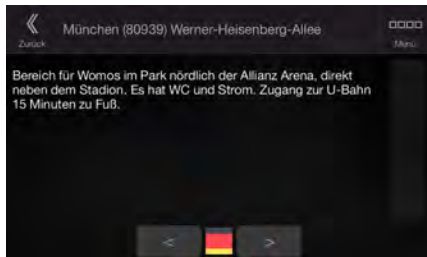 München (80939) Werner-Heisenberg-Allee
Zurück
Menü
Bereich für Womos im Park nördlich der Allianz Arena, direkt
neben dem Stadion. Es hat WC und Strom. Zugang zur U-Bahn
15 Minuten zu Fuß.
< >